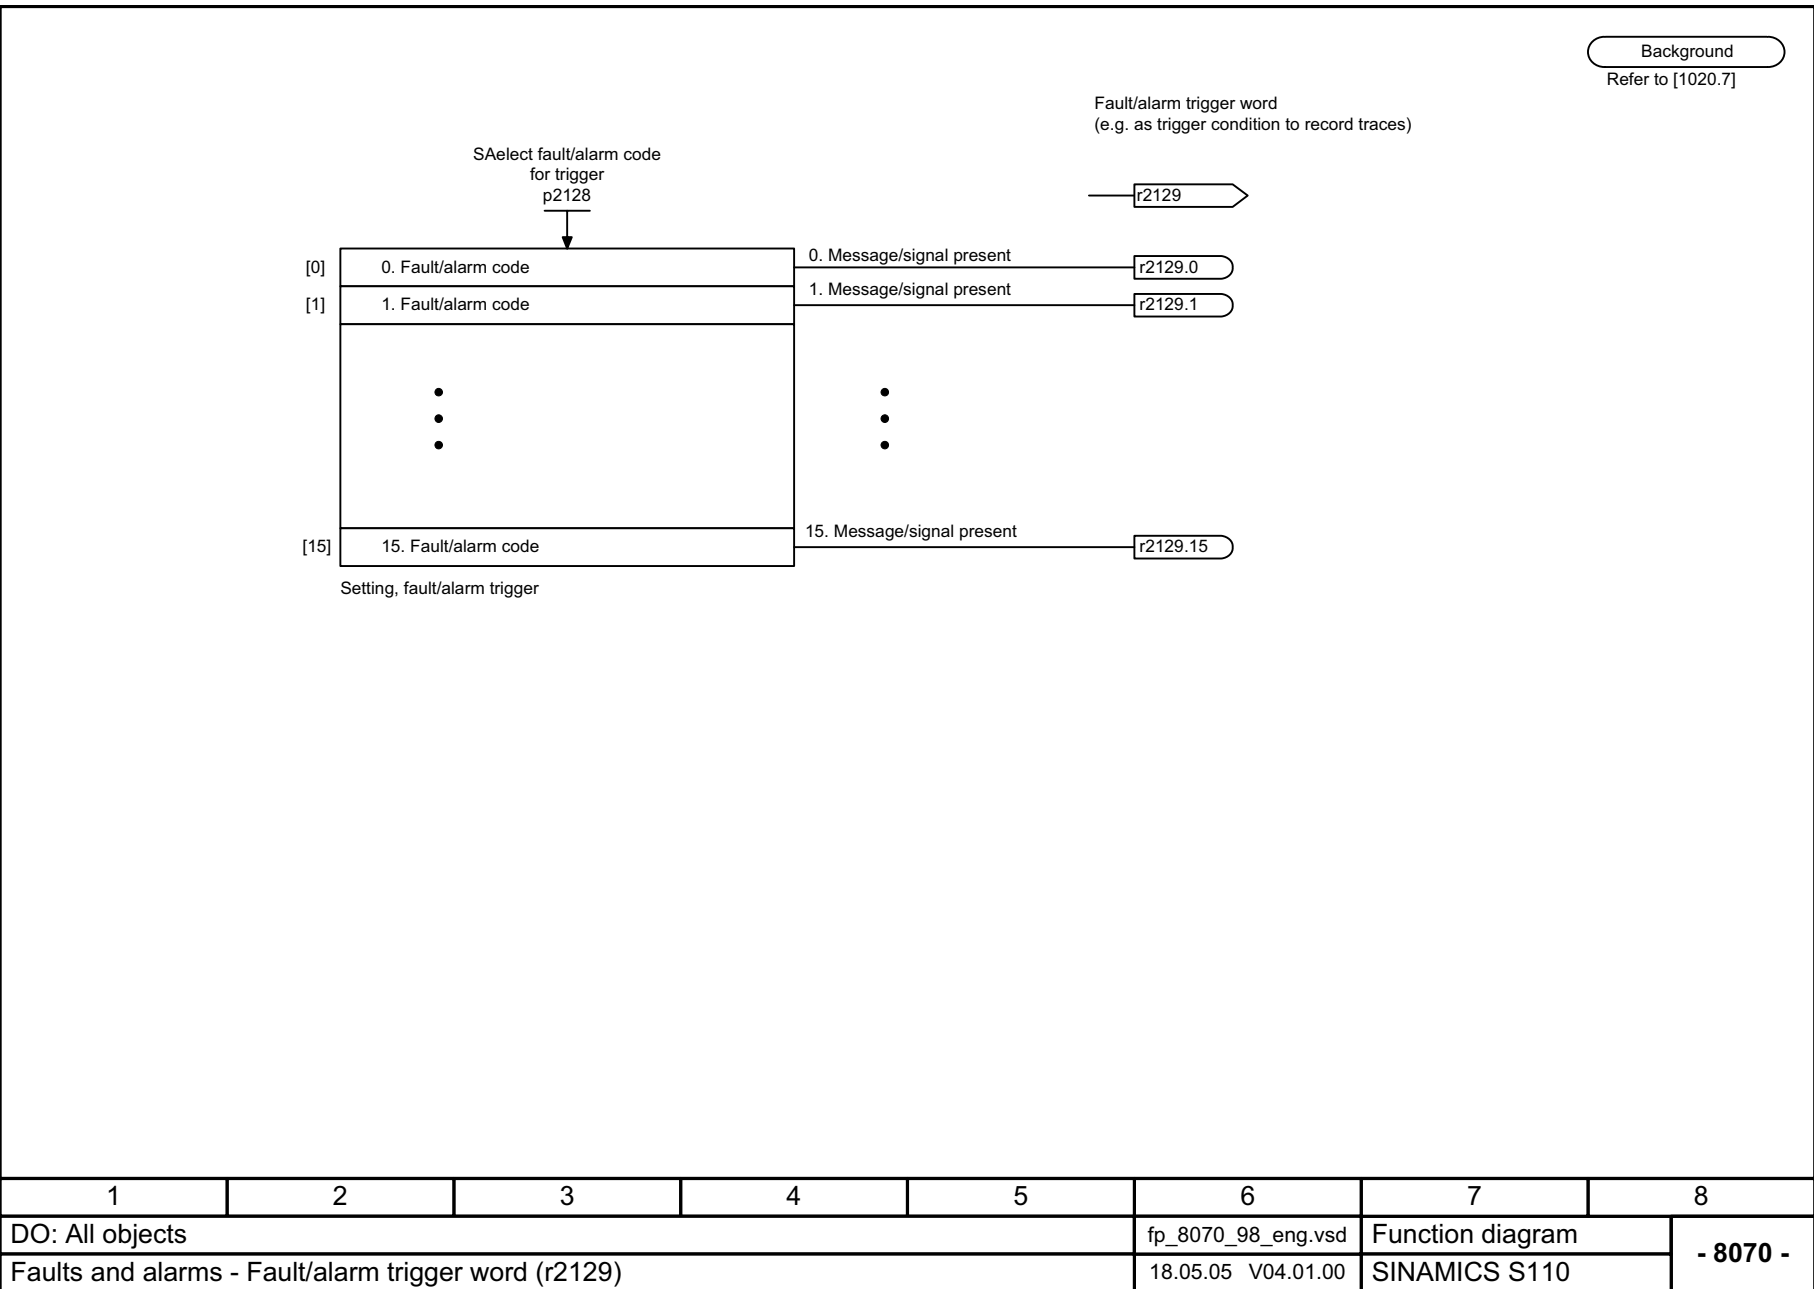 Background
Refer to [1020.7]
Fault/alarm trigger word
(e.g. as trigger condition to record traces)
SAelect fault/alarm code
for trigger
p2128
r2129
[0] 0. Fault/alarm code 0. Message/signal present r2129.0
[1] 1. Fault/alarm code 1. Message/signal present r2129.1
[15] 15. Fault/alarm code 15. Message/signal present r2129.15
Setting, fault/alarm trigger
1 2 3 4 5 6 7 8
DO: All objects fp_8070_98_eng.vsd Function diagram - 8070 -
Faults and alarms - Fault/alarm trigger word (r2129) 18.05.05 V04.01.00 SINAMICS S110